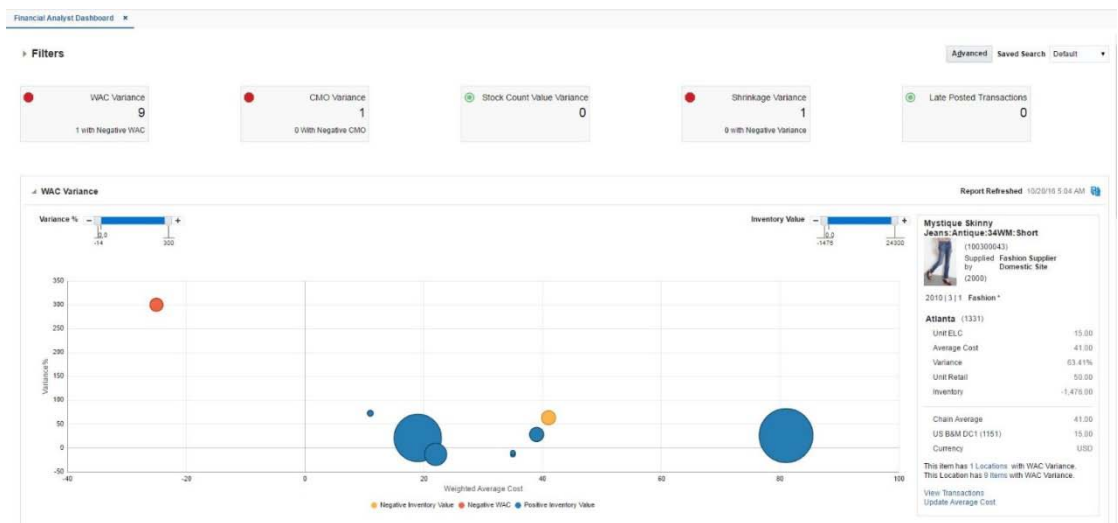 Financial Analyst Dashboard ×
Filters
Advanced Saved Search Default
WAC Variance
9
1 with Negative WAC
CMO Variance
1
0 With Negative CMO
Stock Count Value Variance
0
Shrinkage Variance
1
0 with Negative Variance
Late Posted Transactions
0
WAC Variance
Report Refreshed 10/20/16 5:04 AM
Variance % − +
0.0
-14 300
Inventory Value − +
0.0
-1476 24300
350
300
250
200
150
100
50
0
-50
Variance%
-40 -20 0 20 40 60 80 100
Weighted Average Cost
Negative Inventory Value Negative WAC Positive Inventory Value
Mystique Skinny
Jeans:Antique:34WM:Short
(100300043)
Supplied by Fashion Supplier Domestic Site
(2000)
2010 | 3 | 1 Fashion *
Atlanta (1331)
Unit ELC 15.00
Average Cost 41.00
Variance 63.41%
Unit Retail 50.00
Inventory -1,476.00
Chain Average 41.00
US B&M DC1 (1151) 15.00
Currency USD
This item has 1 Locations with WAC Variance.
This Location has 9 items with WAC Variance.
View Transactions
Update Average Cost